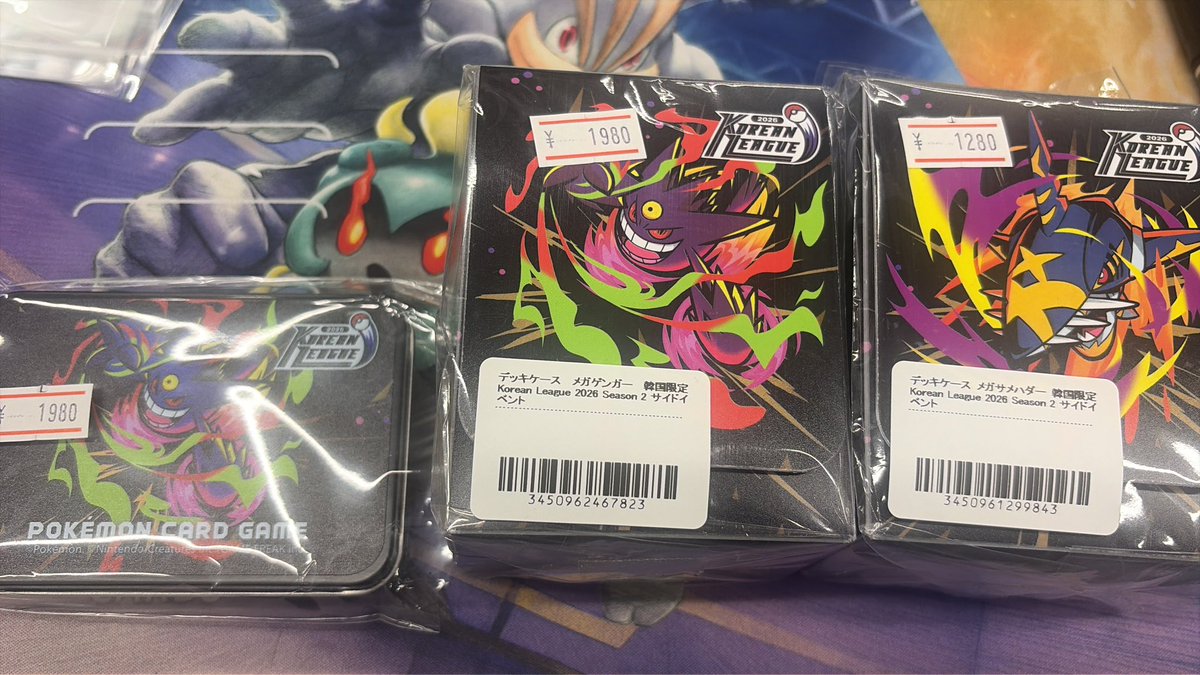 2026
KOREAN
LEAGUE
¥ 1980
POKÉMON CARD GAME
2026
KOREAN
LEAGUE
¥ 1980
デッキケース メガゲンガー 韓国限定
Korean League 2026 Season 2 サイドイ
ベント
3450962467823
2026
KOREAN
LEAGUE
¥ 1280
デッキケース メガサメハダー 韓国限定
Korean League 2026 Season 2 サイドイ
ベント
3450961299843